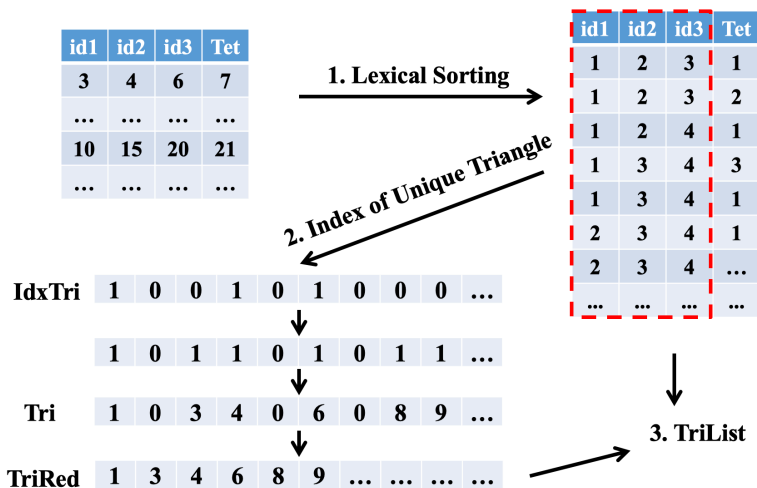 id1 id2 id3 Tet
3 4 6 7
... ... ... ...
10 15 20 21
... ... ... ...
1. Lexical Sorting
id1 id2 id3 Tet
1 2 3 1
1 2 3 2
1 2 4 1
1 3 4 3
1 3 4 1
2 3 4 1
2 3 4 ...
... ... ... ...
2. Index of Unique Triangle
IdxTri 1 0 0 1 0 1 0 0 0 ...
1 0 1 1 0 1 0 1 1 ...
Tri 1 0 3 4 0 6 0 8 9 ...
TriRed 1 3 4 6 8 9 ... ... ... ...
3. TriList